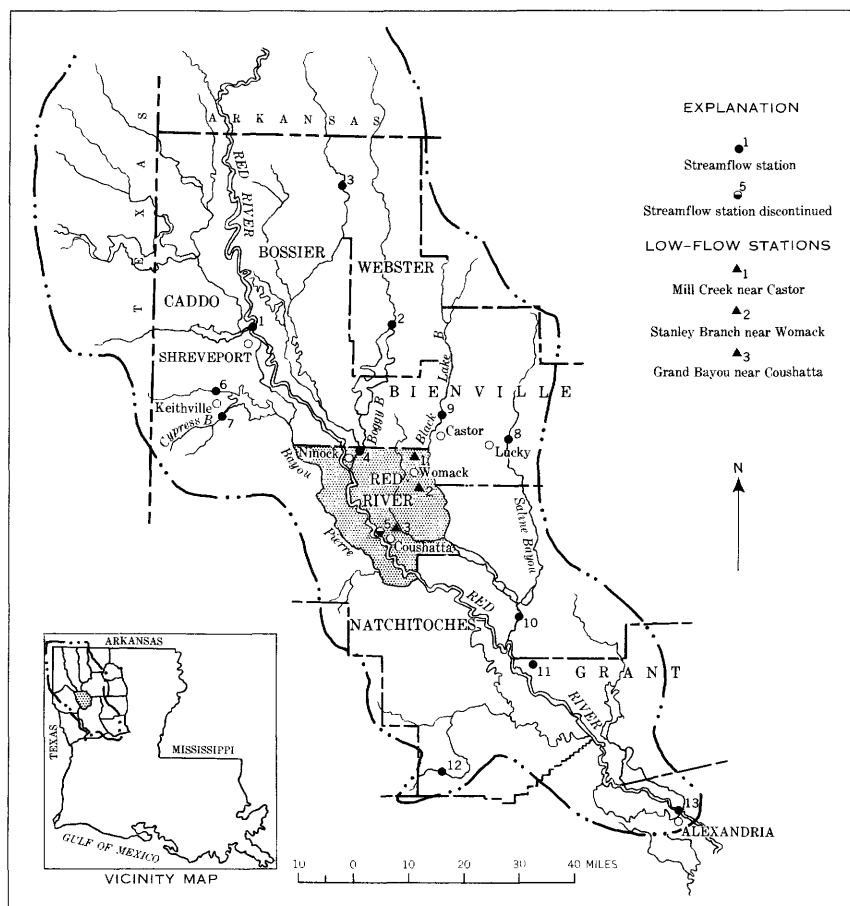 EXPLANATION
1
Streamflow station
5
Streamflow station discontinued
LOW-FLOW STATIONS
1
Mill Creek near Castor
2
Stanley Branch near Womack
3
Grand Bayou near Coushatta
N
ARKANSAS
TEXAS
RED
RIVER
3
BOSSIER
WEBSTER
CADDO
1
2
SHREVEPORT
BIENVILLE
Black Lake B
Boggy B
6
Keithville
Cypress B
7
9
Castor
8
Lucky
Ninock
4
1
Womack
RED
RIVER
2
Bayou
Pierre
5
3
Coushatta
Saline Bayou
RED
RIVER
NATCHITOCHES
10
11
GRANT
12
13
ALEXANDRIA
ARKANSAS
TEXAS
MISSISSIPPI
GULF OF MEXICO
VICINITY MAP
10 0 10 20 30 40 MILES